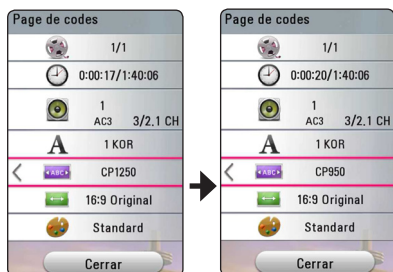 Page de codes
1/1
0:00:17/1:40:06
1
AC3 3/2.1 CH
A 1 KOR
ABC CP1250
16:9 Original
Standard
Cerrar
Page de codes
1/1
0:00:20/1:40:06
1
AC3 3/2.1 CH
A 1 KOR
ABC CP950
16:9 Original
Standard
Cerrar